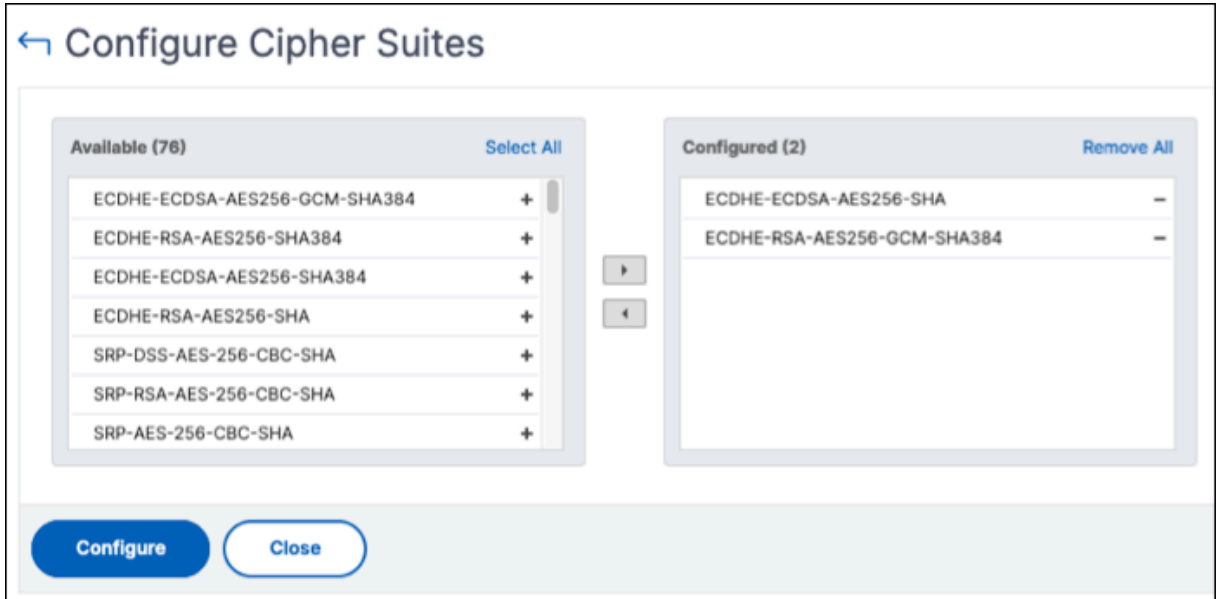 Configure Cipher Suites
Available (76) Select All
ECDHE-ECDSA-AES256-GCM-SHA384 +
ECDHE-RSA-AES256-SHA384 +
ECDHE-ECDSA-AES256-SHA384 +
ECDHE-RSA-AES256-SHA +
SRP-DSS-AES-256-CBC-SHA +
SRP-RSA-AES-256-CBC-SHA +
SRP-AES-256-CBC-SHA +
Configured (2) Remove All
ECDHE-ECDSA-AES256-SHA −
ECDHE-RSA-AES256-GCM-SHA384 −
Configure Close